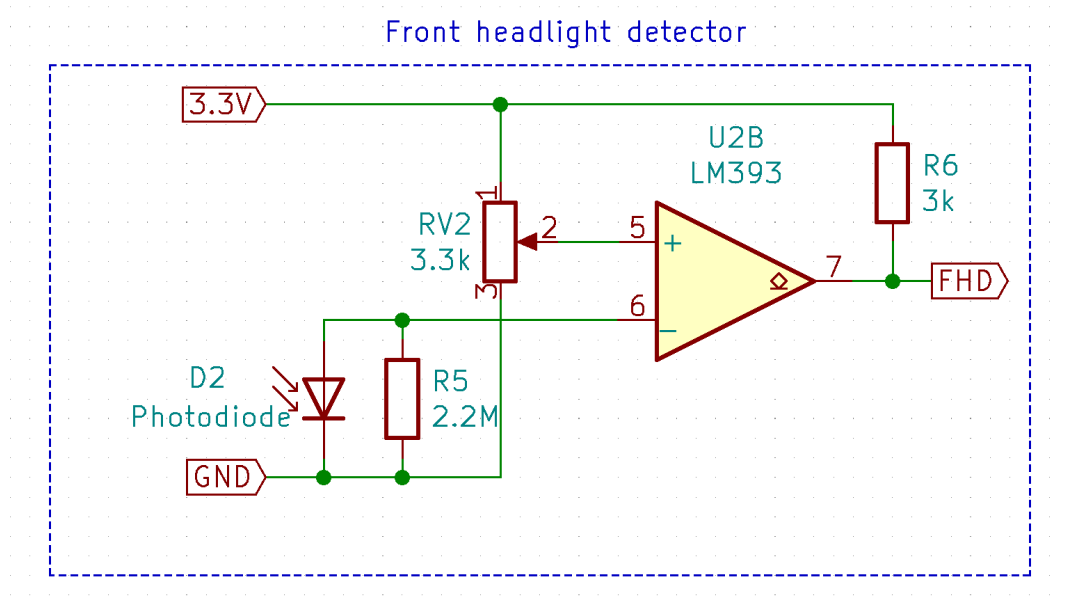 Front headlight detector
3.3V
U2B
LM393
R6
3k
1
RV2
3.3k
2
3
5
+
6
−
7
FHD
D2
Photodiode
R5
2.2M
GND